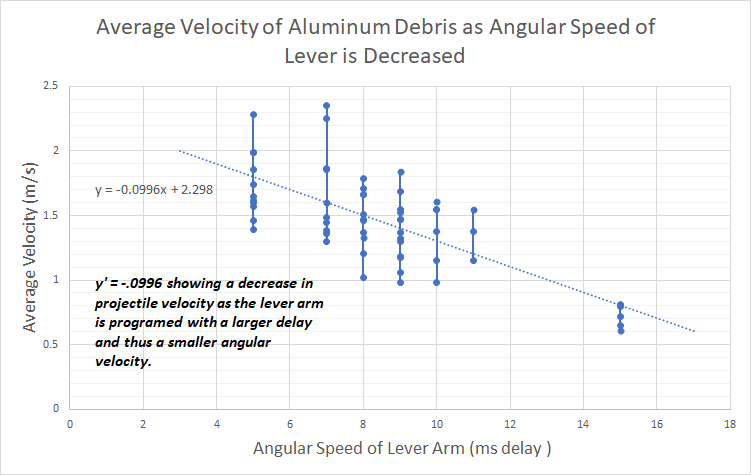 Average Velocity of Aluminum Debris as Angular Speed of
Lever is Decreased
Average Velocity (m/s)
2.5
2
1.5
1
0.5
0
y = -0.0996x + 2.298
y' = -.0996 showing a decrease in
projectile velocity as the lever arm
is programed with a larger delay
and thus a smaller angular
velocity.
0 2 4 6 8 10 12 14 16 18
Angular Speed of Lever Arm (ms delay )